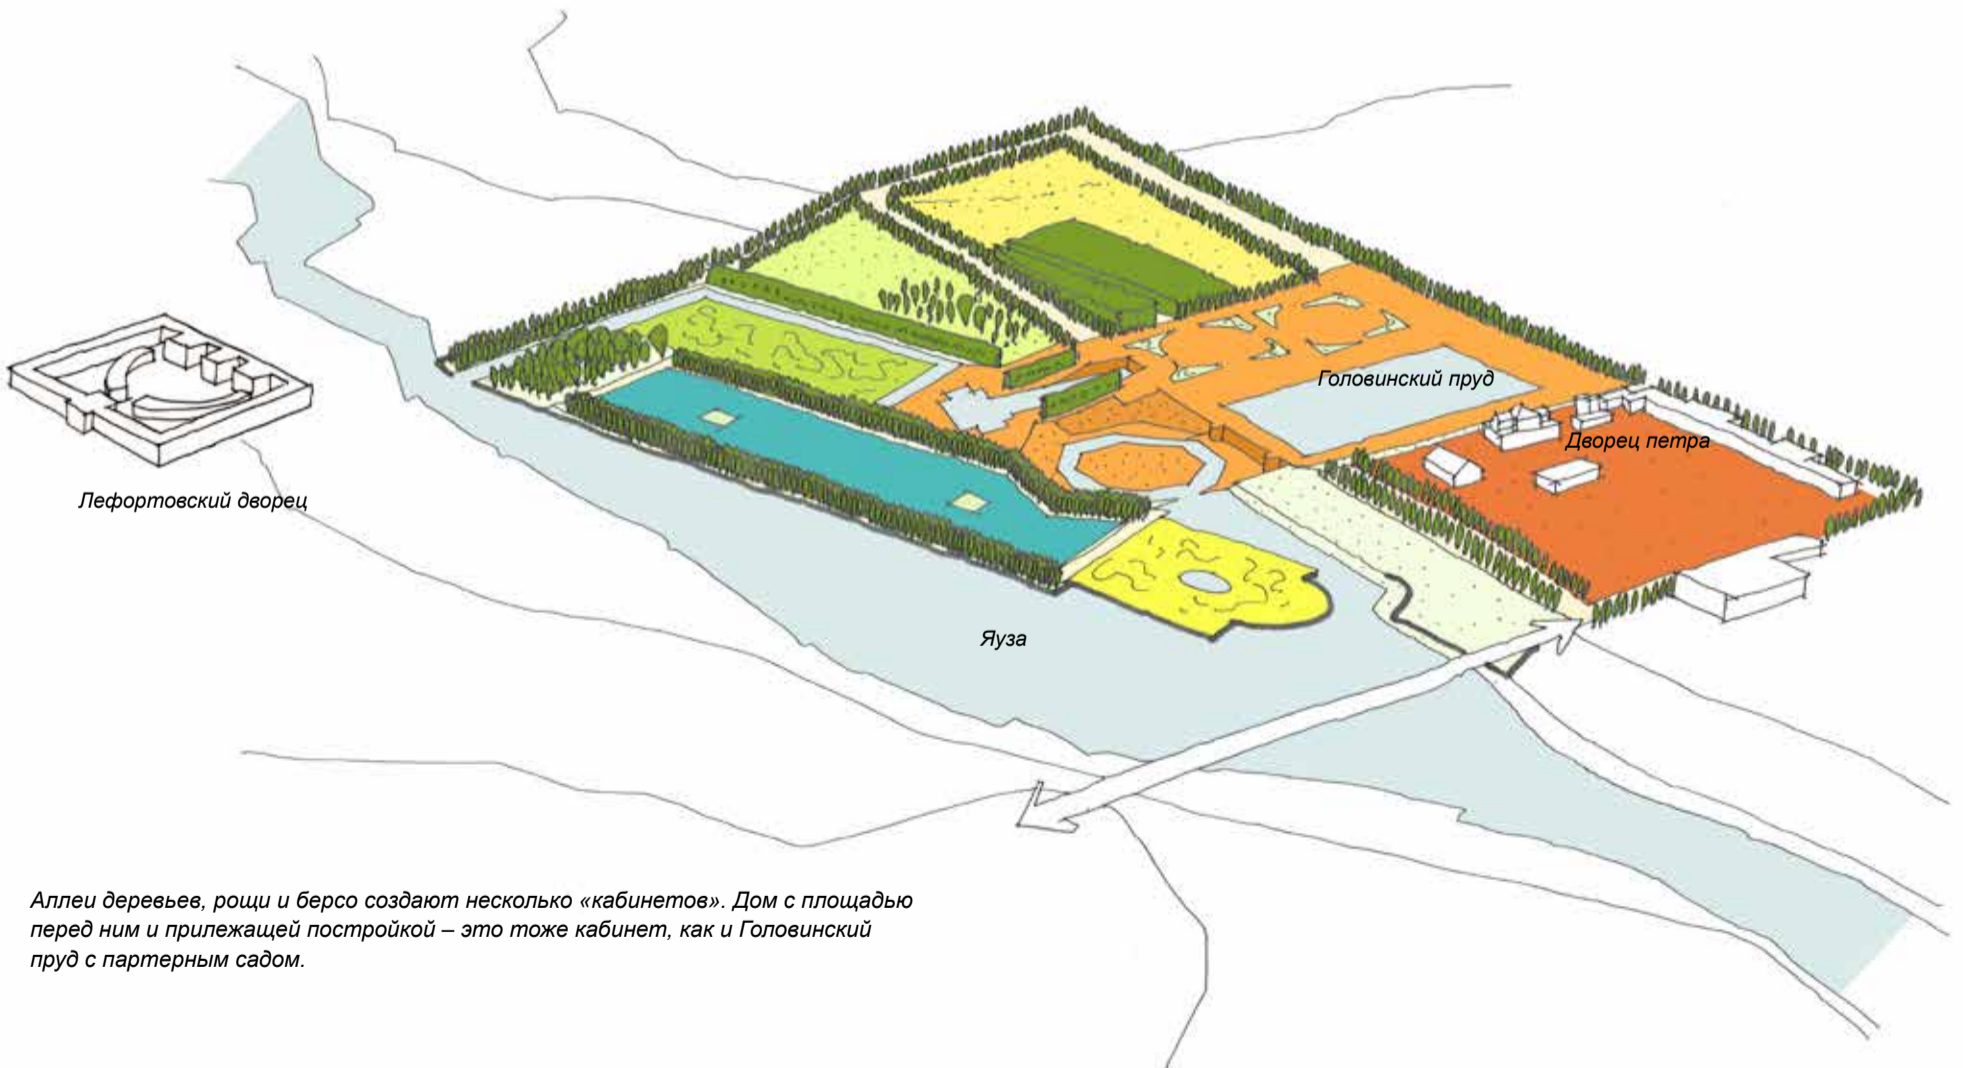 Головинский пруд
Дворец петра
Лефортовский дворец
Яуза
Аллеи деревьев, рощи и берсо создают несколько «кабинетов». Дом с площадью
перед ним и прилежащей постройкой – это тоже кабинет, как и Головинский
пруд с партерным садом.